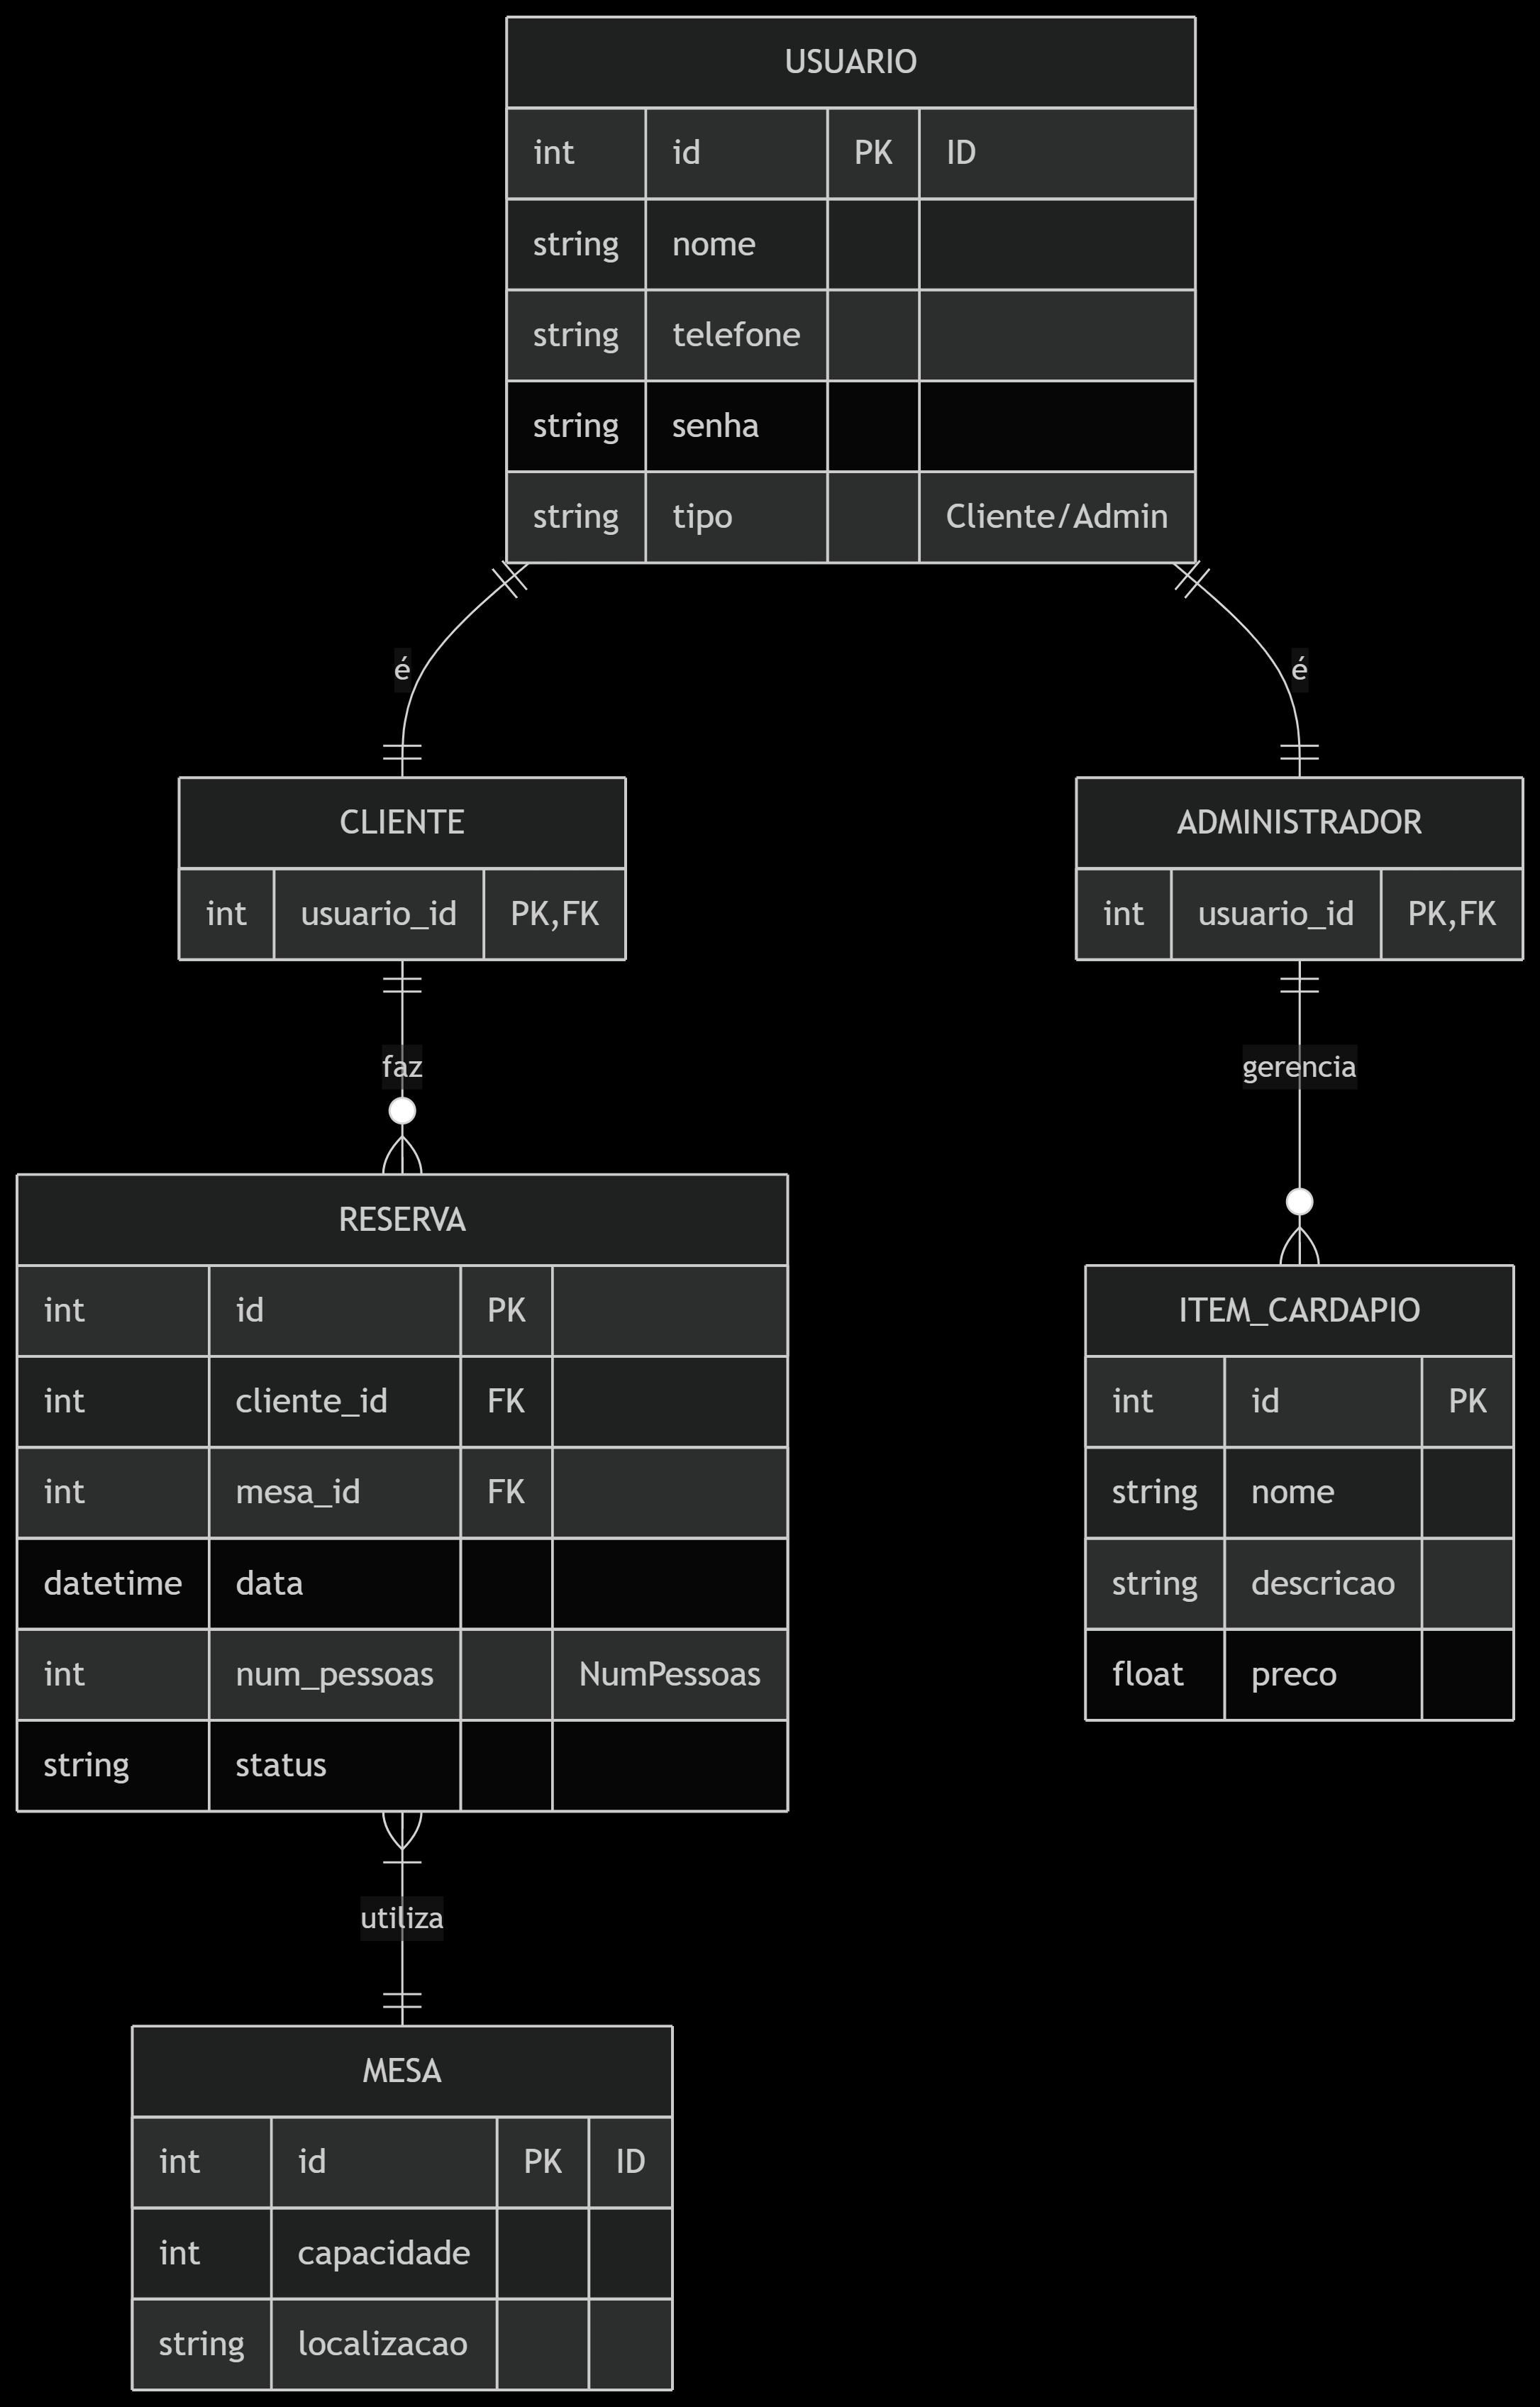 USUARIO
int id PK ID
string nome
string telefone
string senha
string tipo Cliente/Admin
é é
CLIENTE
int usuario_id PK,FK
ADMINISTRADOR
int usuario_id PK,FK
faz
gerencia
RESERVA
int id PK
int cliente_id FK
int mesa_id FK
datetime data
int num_pessoas NumPessoas
string status
ITEM_CARDAPIO
int id PK
string nome
string descricao
float preco
utiliza
MESA
int id PK ID
int capacidade
string localizacao